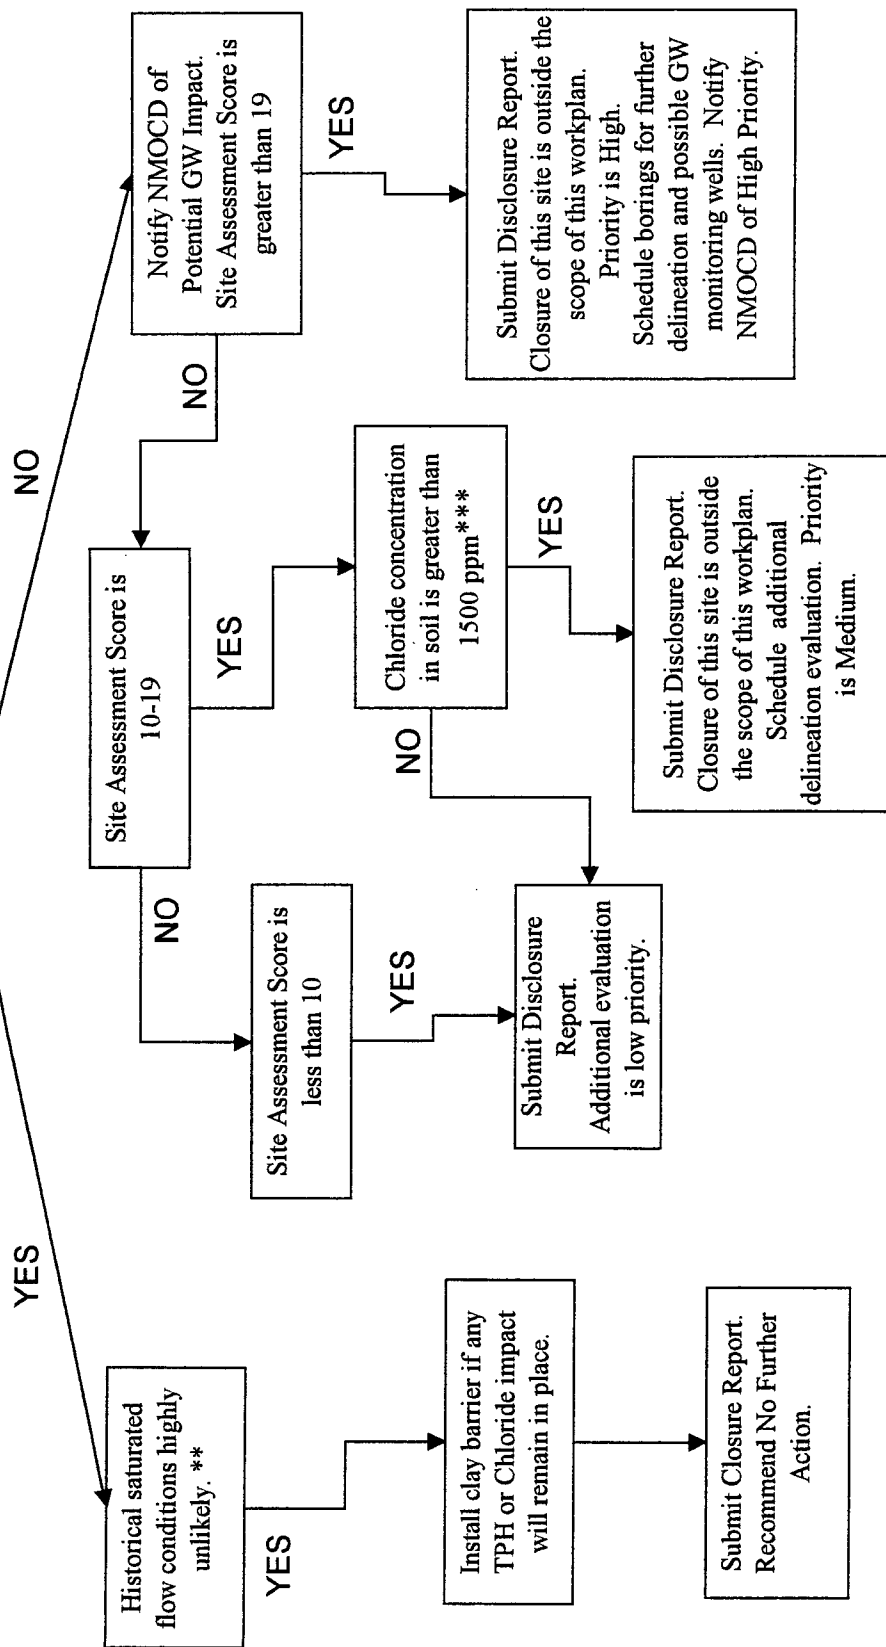 YES
NO
Historical saturated
flow conditions highly
unlikely. **
YES
Install clay barrier if any
TPH or Chloride impact
will remain in place.
Submit Closure Report.
Recommend No Further
Action.
Site Assessment Score is
10-19
NO
YES
Site Assessment Score is
less than 10
YES
Submit Disclosure
Report.
Additional evaluation
is low priority.
Chloride concentration
in soil is greater than
1500 ppm***
NO
YES
Submit Disclosure Report.
Closure of this site is outside
the scope of this workplan.
Schedule additional
delineation evaluation. Priority
is Medium.
Notify NMOCD of
Potential GW Impact.
Site Assessment Score is
greater than 19
NO
YES
Submit Disclosure Report.
Closure of this site is outside the
scope of this workplan.
Priority is High.
Schedule borings for further
delineation and possible GW
monitoring wells. Notify
NMOCD of High Priority.